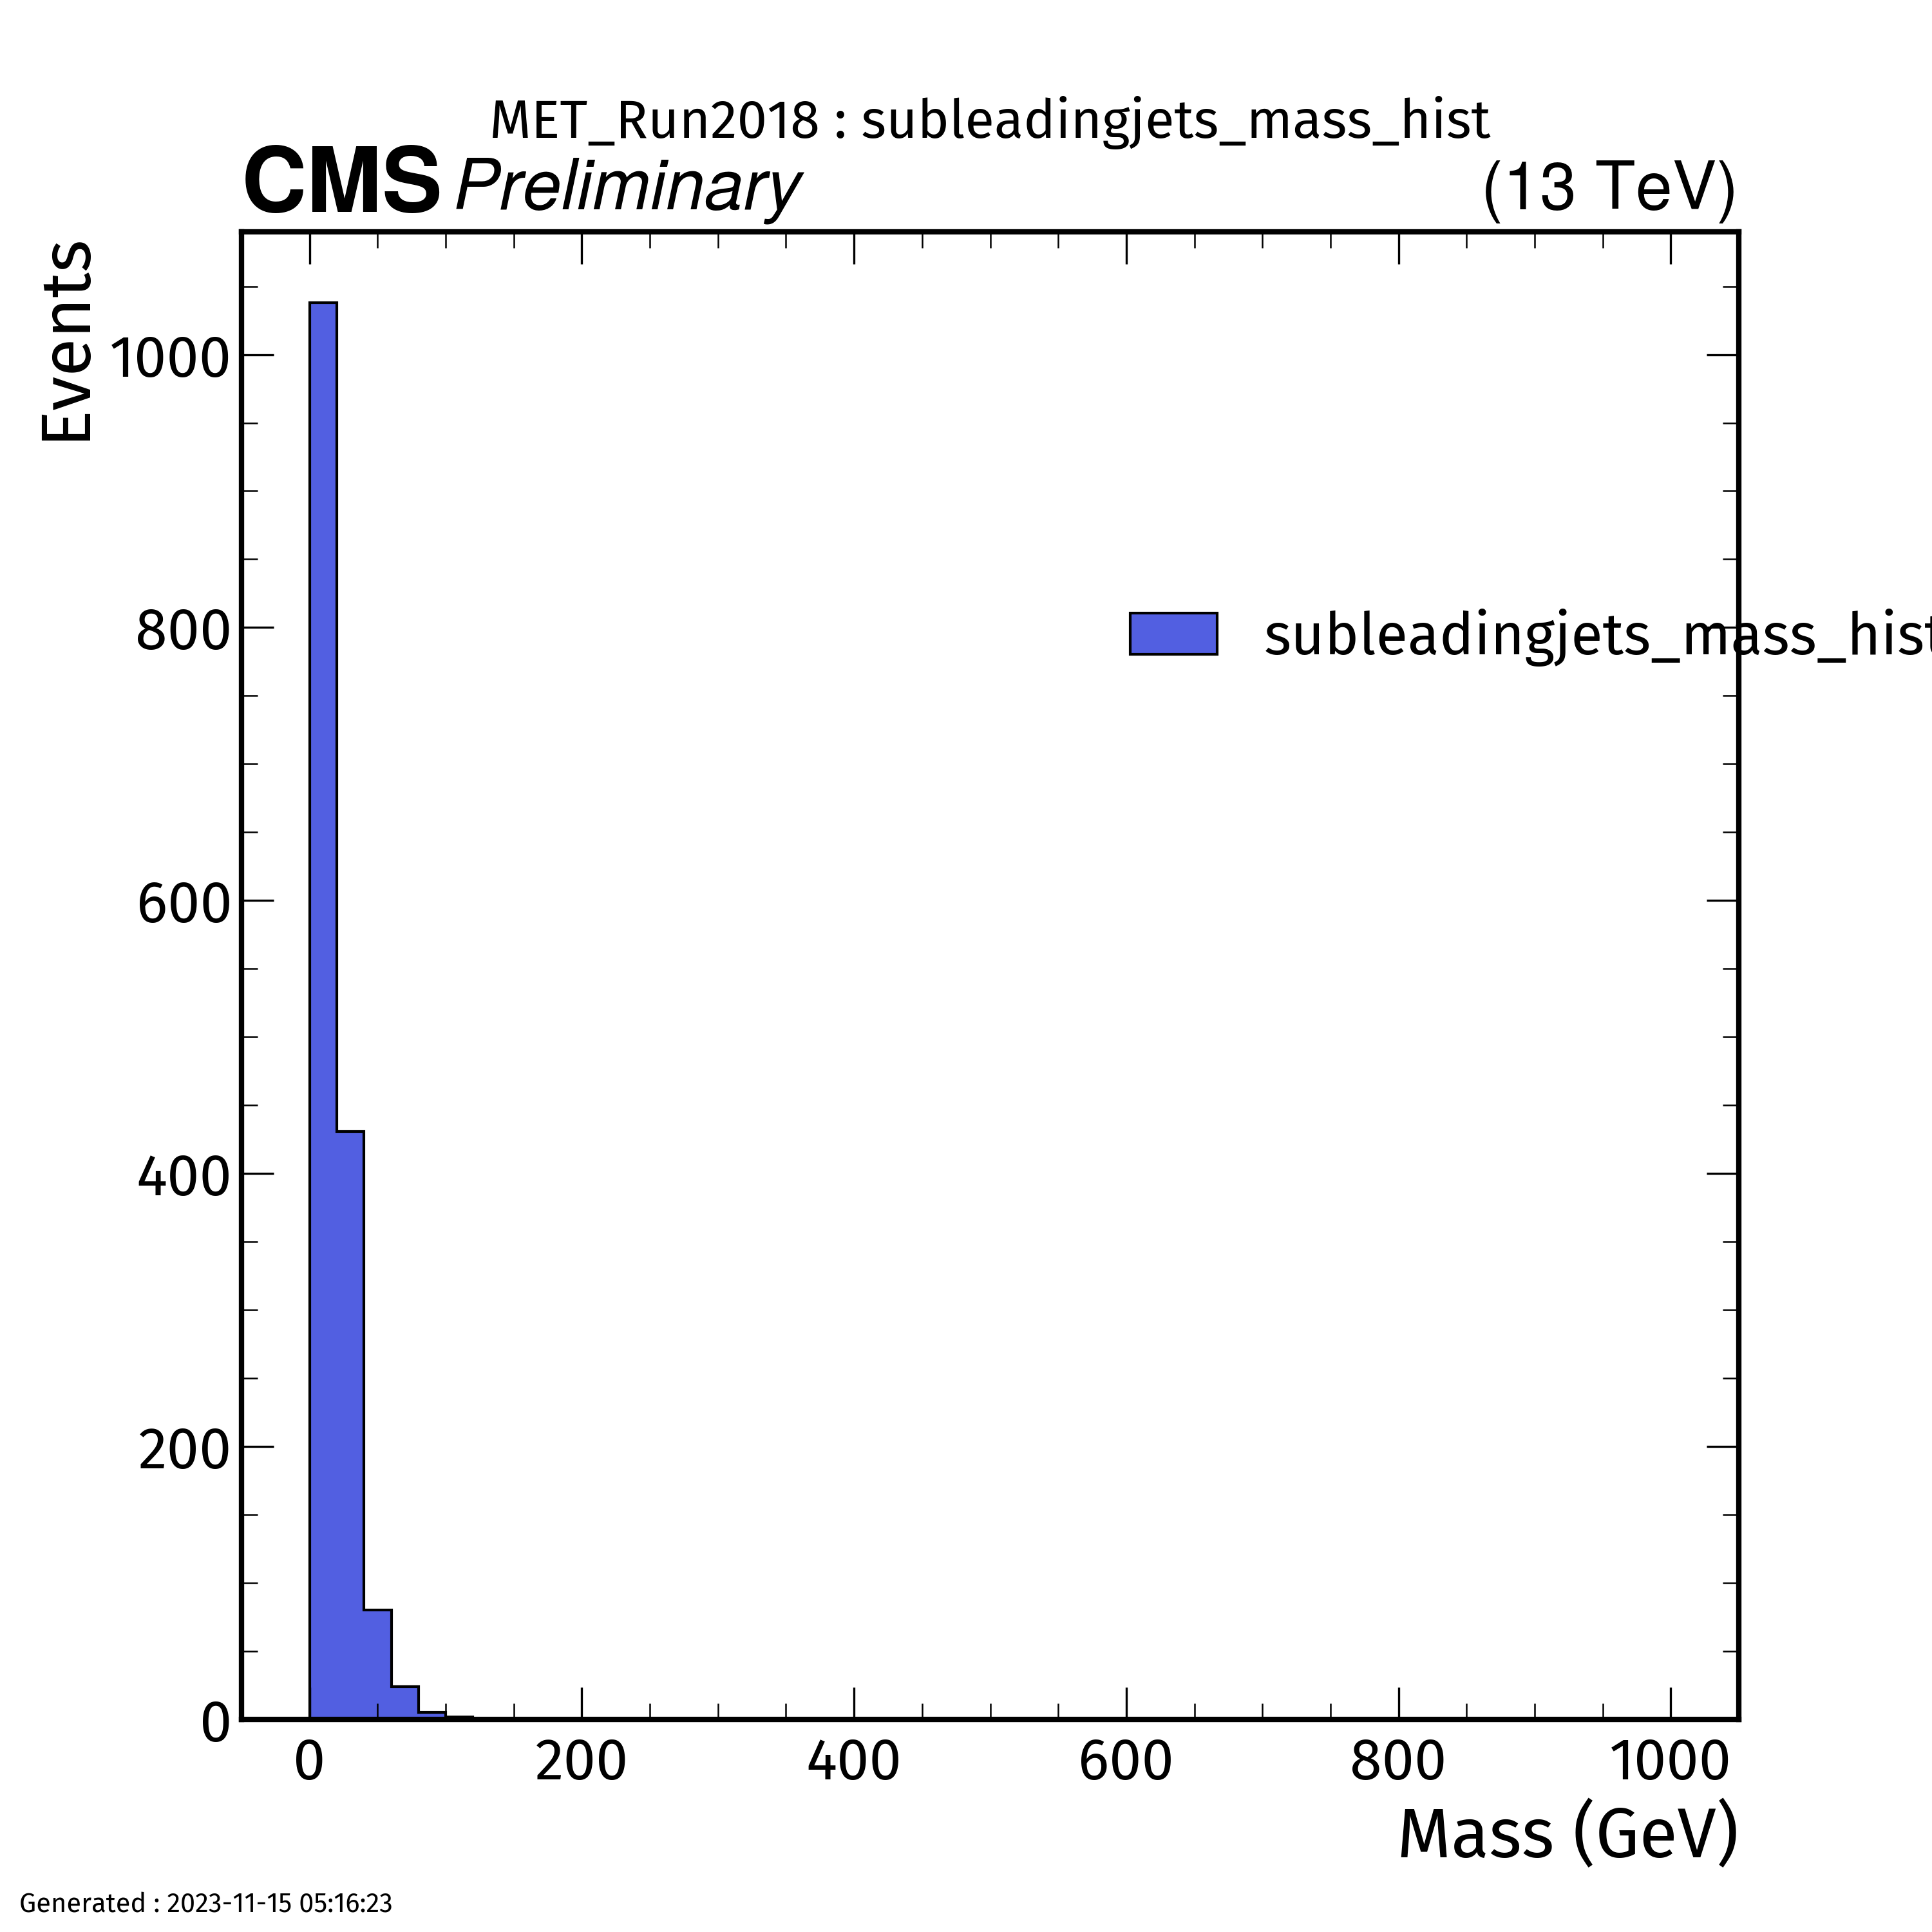 MET_Run2018 : subleadingjets_mass_hist
CMS Preliminary (13 TeV)
Events
1000
800
subleadingjets_mass_hist
600
400
200
0
0 200 400 600 800 1000
Mass (GeV)
Generated : 2023-11-15 05:16:23